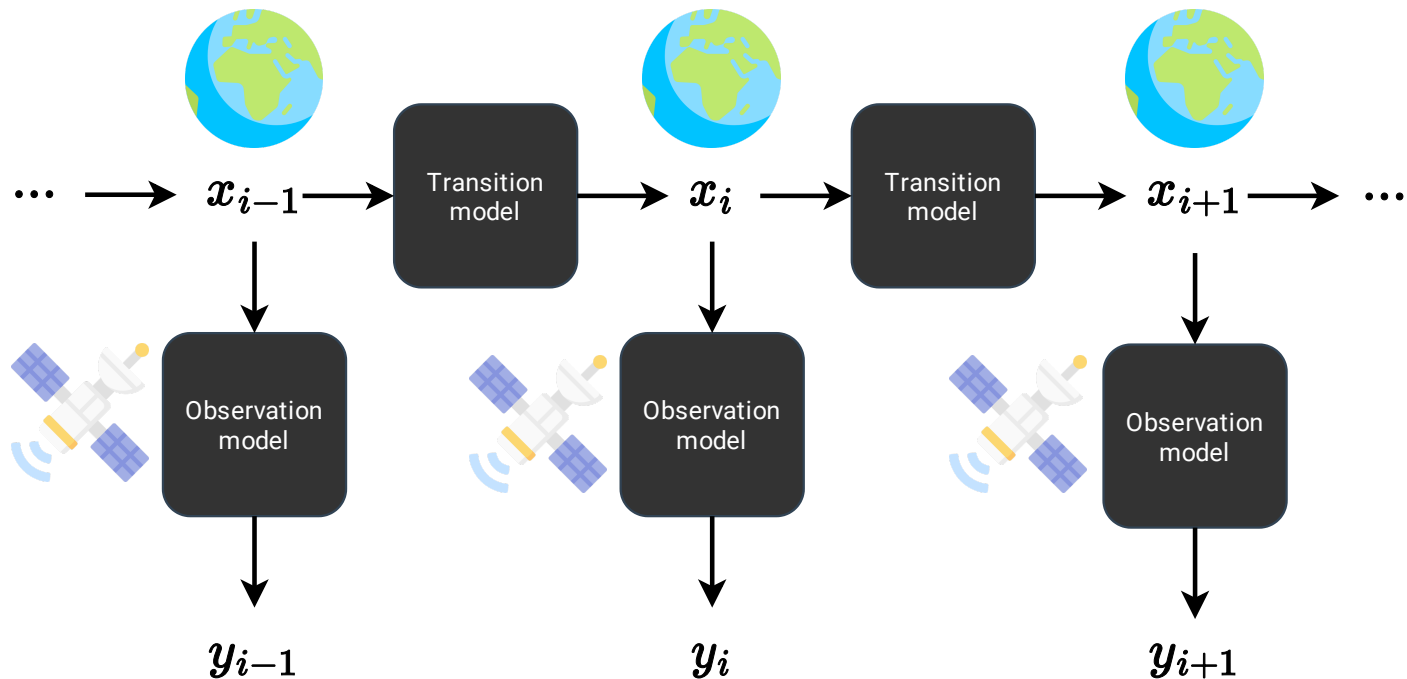 ... x_{i-1} Transition model x_i Transition model x_{i+1} ...
Observation model
Observation model
Observation model
y_{i-1} y_i y_{i+1}